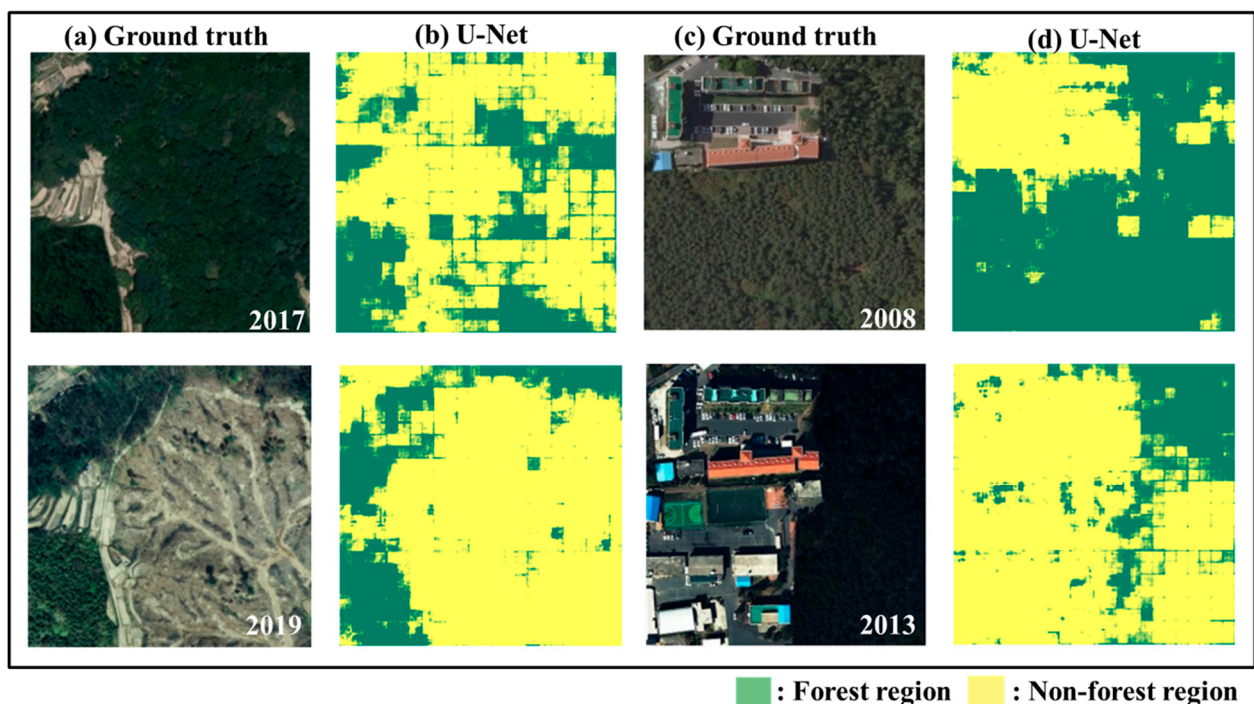 (a) Ground truth
(b) U-Net
(c) Ground truth
(d) U-Net
2017
2008
2019
2013
: Forest region
: Non-forest region